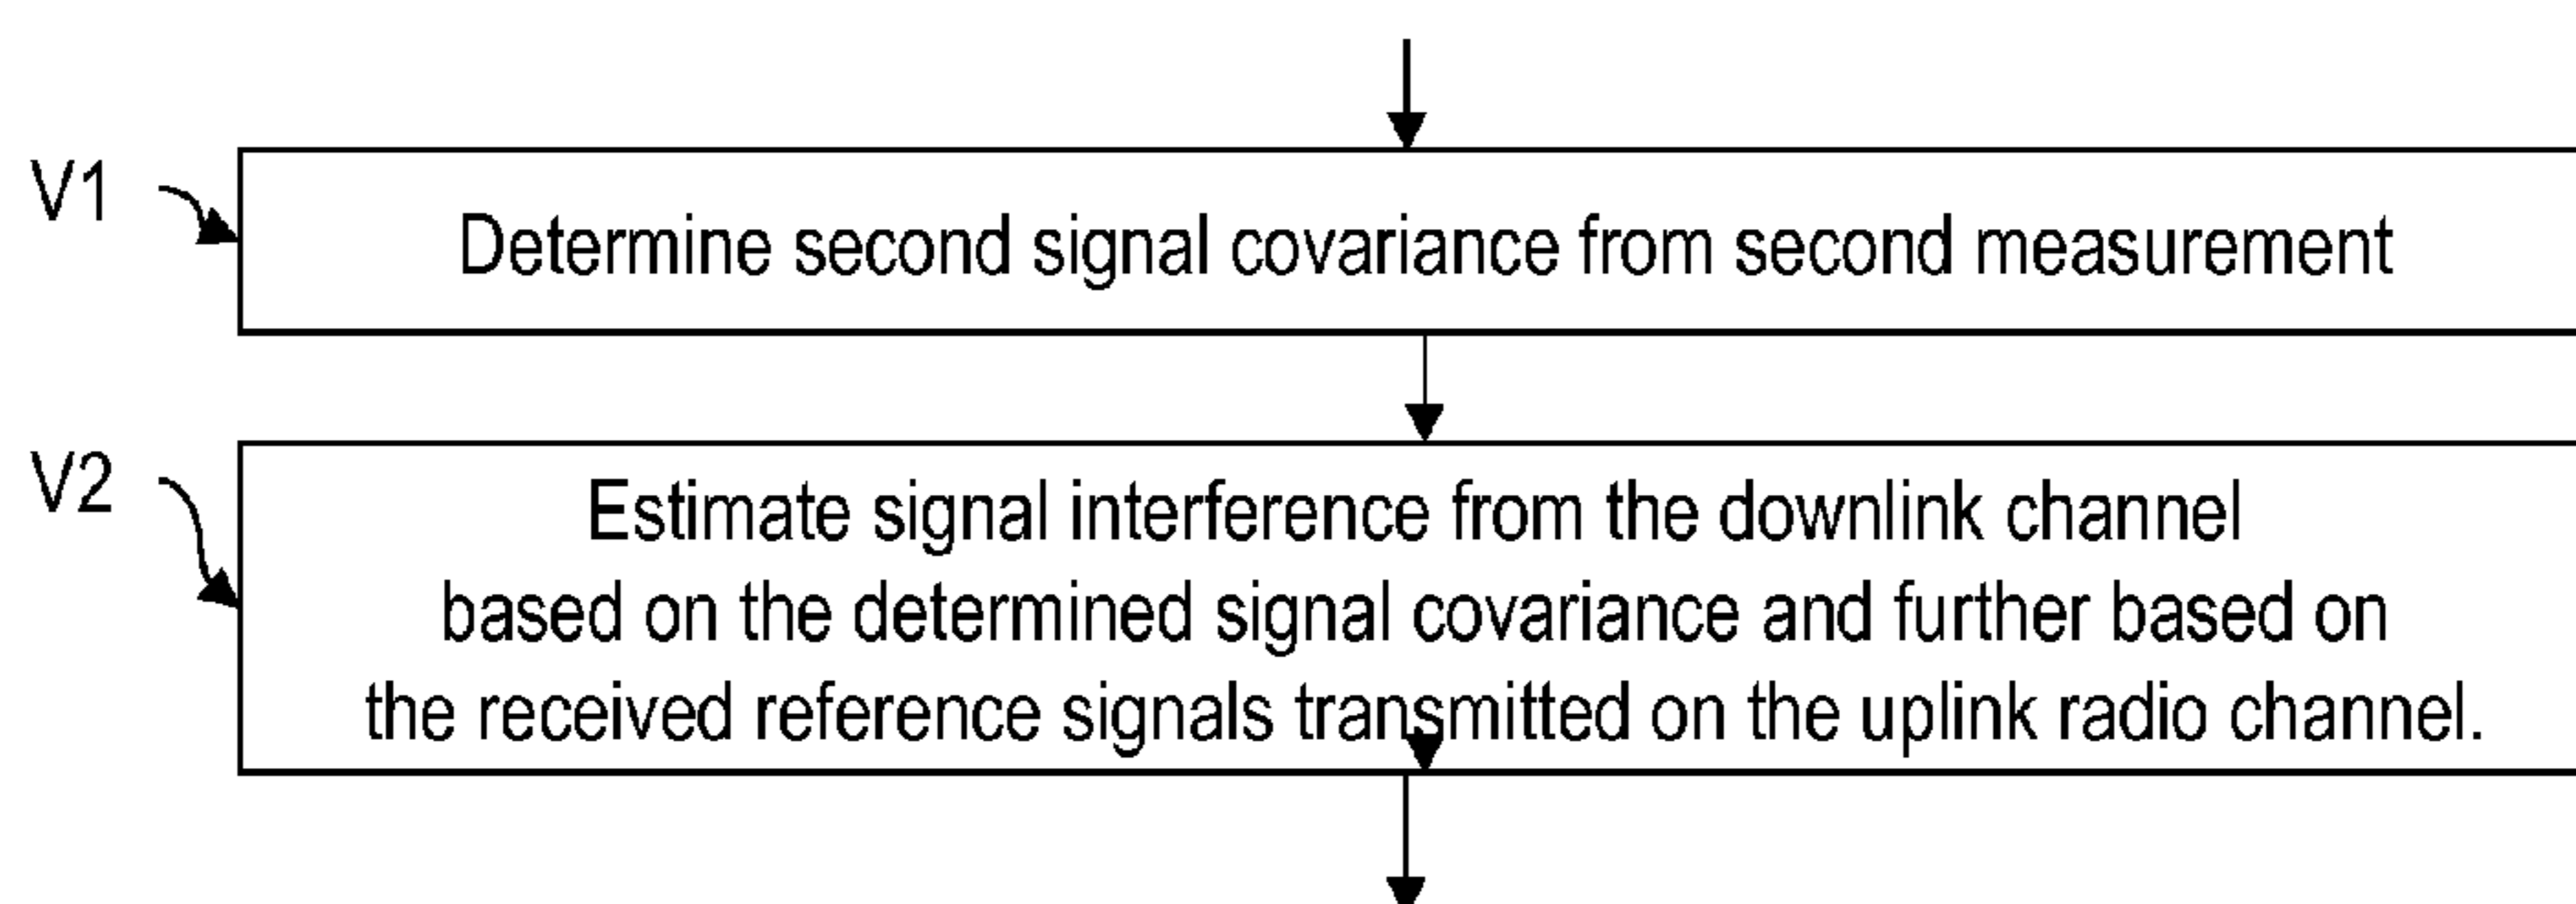 V1
Determine second signal covariance from second measurement
V2
Estimate signal interference from the downlink channel
based on the determined signal covariance and further based on
the received reference signals transmitted on the uplink radio channel.